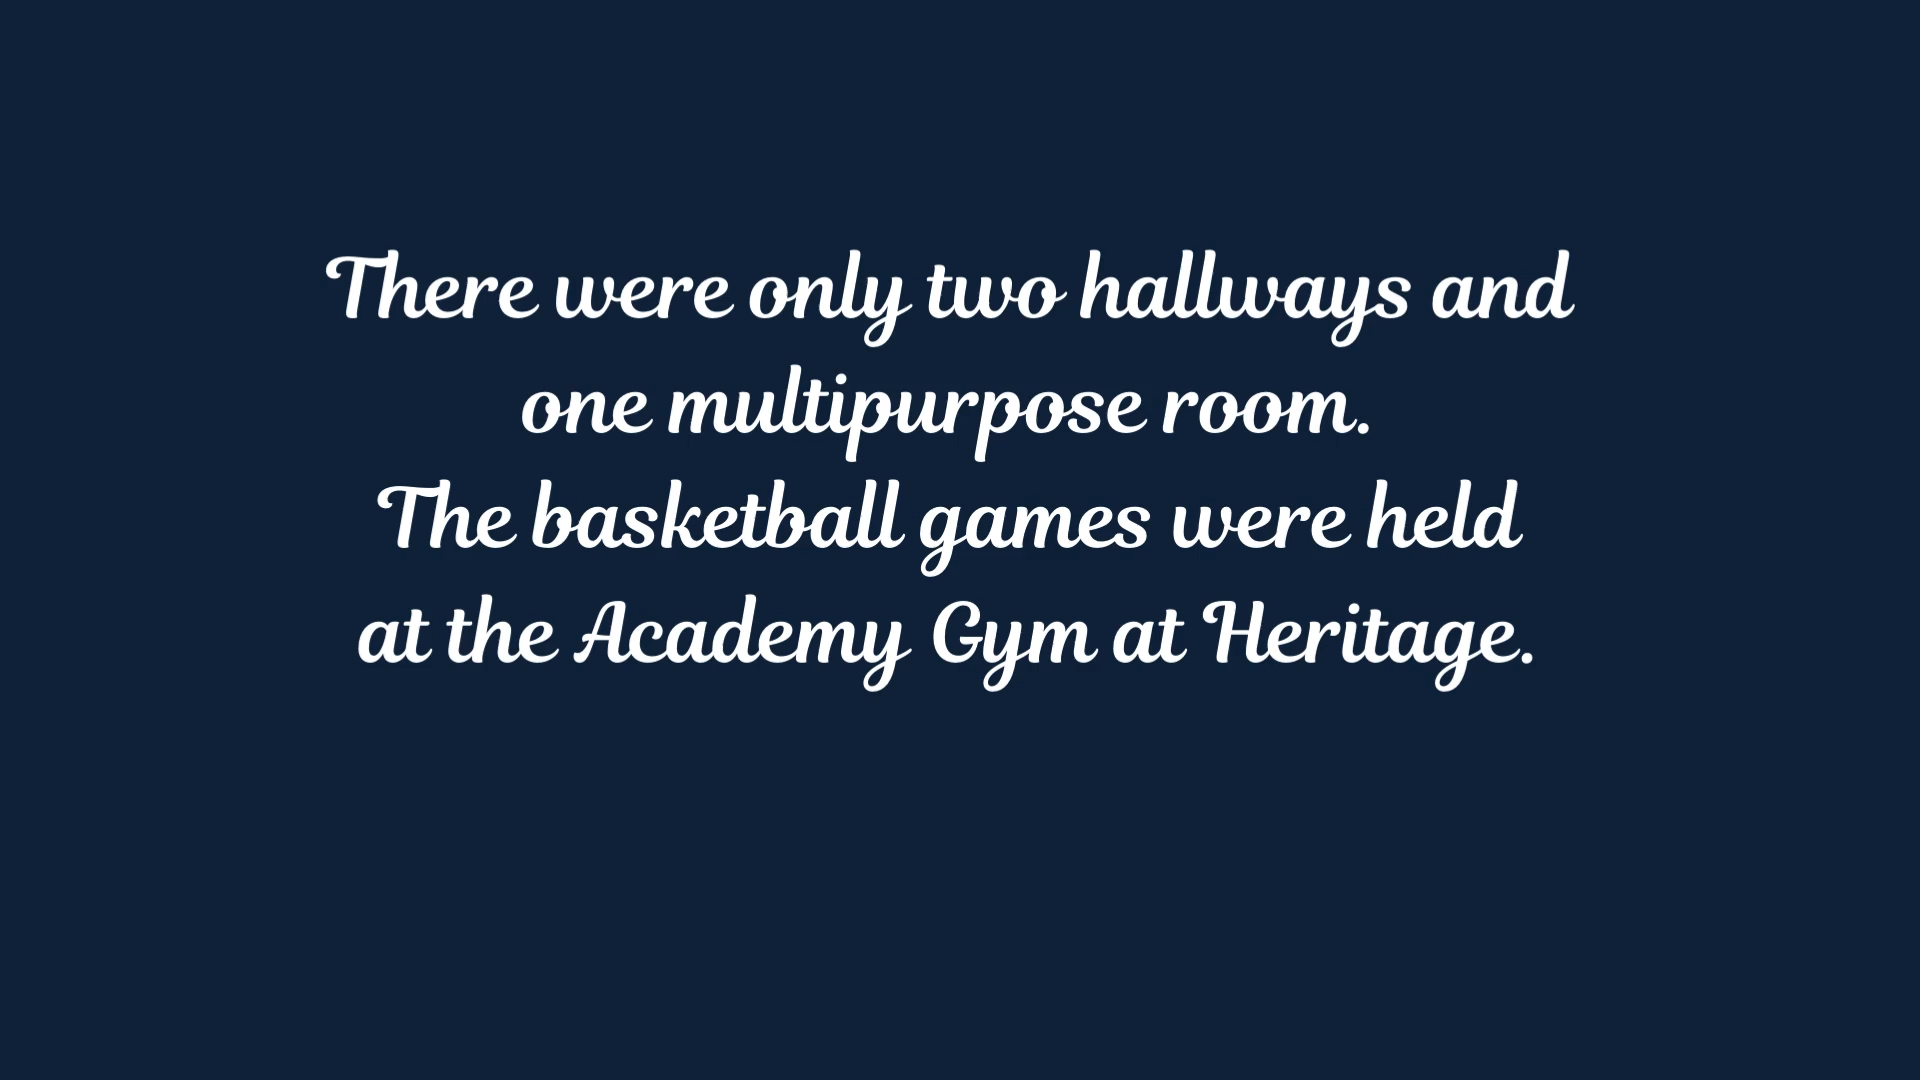 There were only two hallways and
one multipurpose room.
The basketball games were held
at the Academy Gym at Heritage.